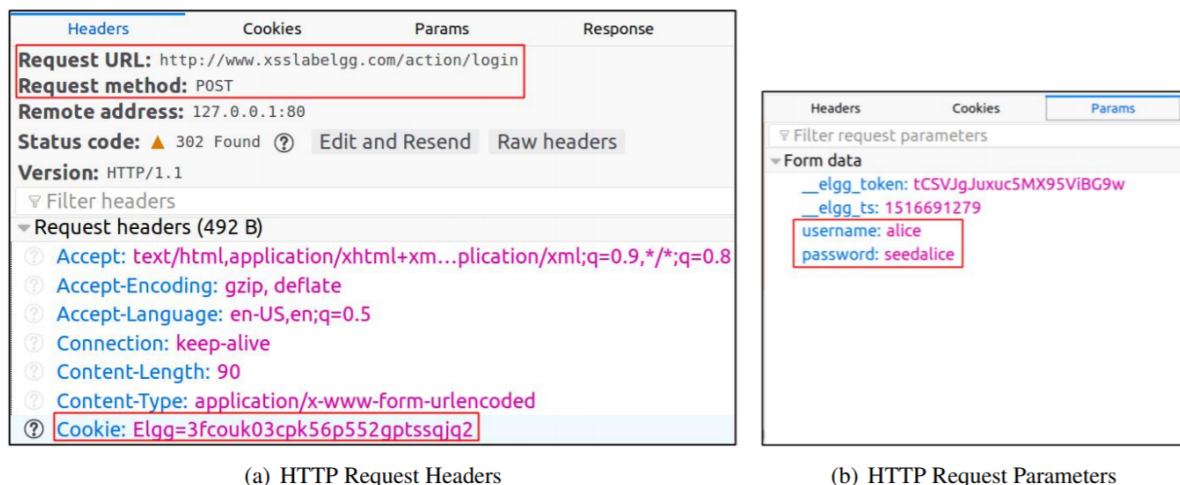 Headers Cookies Params Response
Request URL: http://www.xsslabelgg.com/action/login
Request method: POST
Remote address: 127.0.0.1:80
Status code: 302 Found ? Edit and Resend Raw headers
Version: HTTP/1.1
Filter headers
Request headers (492 B)
? Accept: text/html,application/xhtml+xm…plication/xml;q=0.9,*/*;q=0.8
? Accept-Encoding: gzip, deflate
? Accept-Language: en-US,en;q=0.5
? Connection: keep-alive
? Content-Length: 90
? Content-Type: application/x-www-form-urlencoded
? Cookie: Elgg=3fcouk03cpk56p552gptssqjq2
(a) HTTP Request Headers
Headers Cookies Params
Filter request parameters
Form data
__elgg_token: tCSVJgJuxuc5MX95ViBG9w
__elgg_ts: 1516691279
username: alice
password: seedalice
(b) HTTP Request Parameters